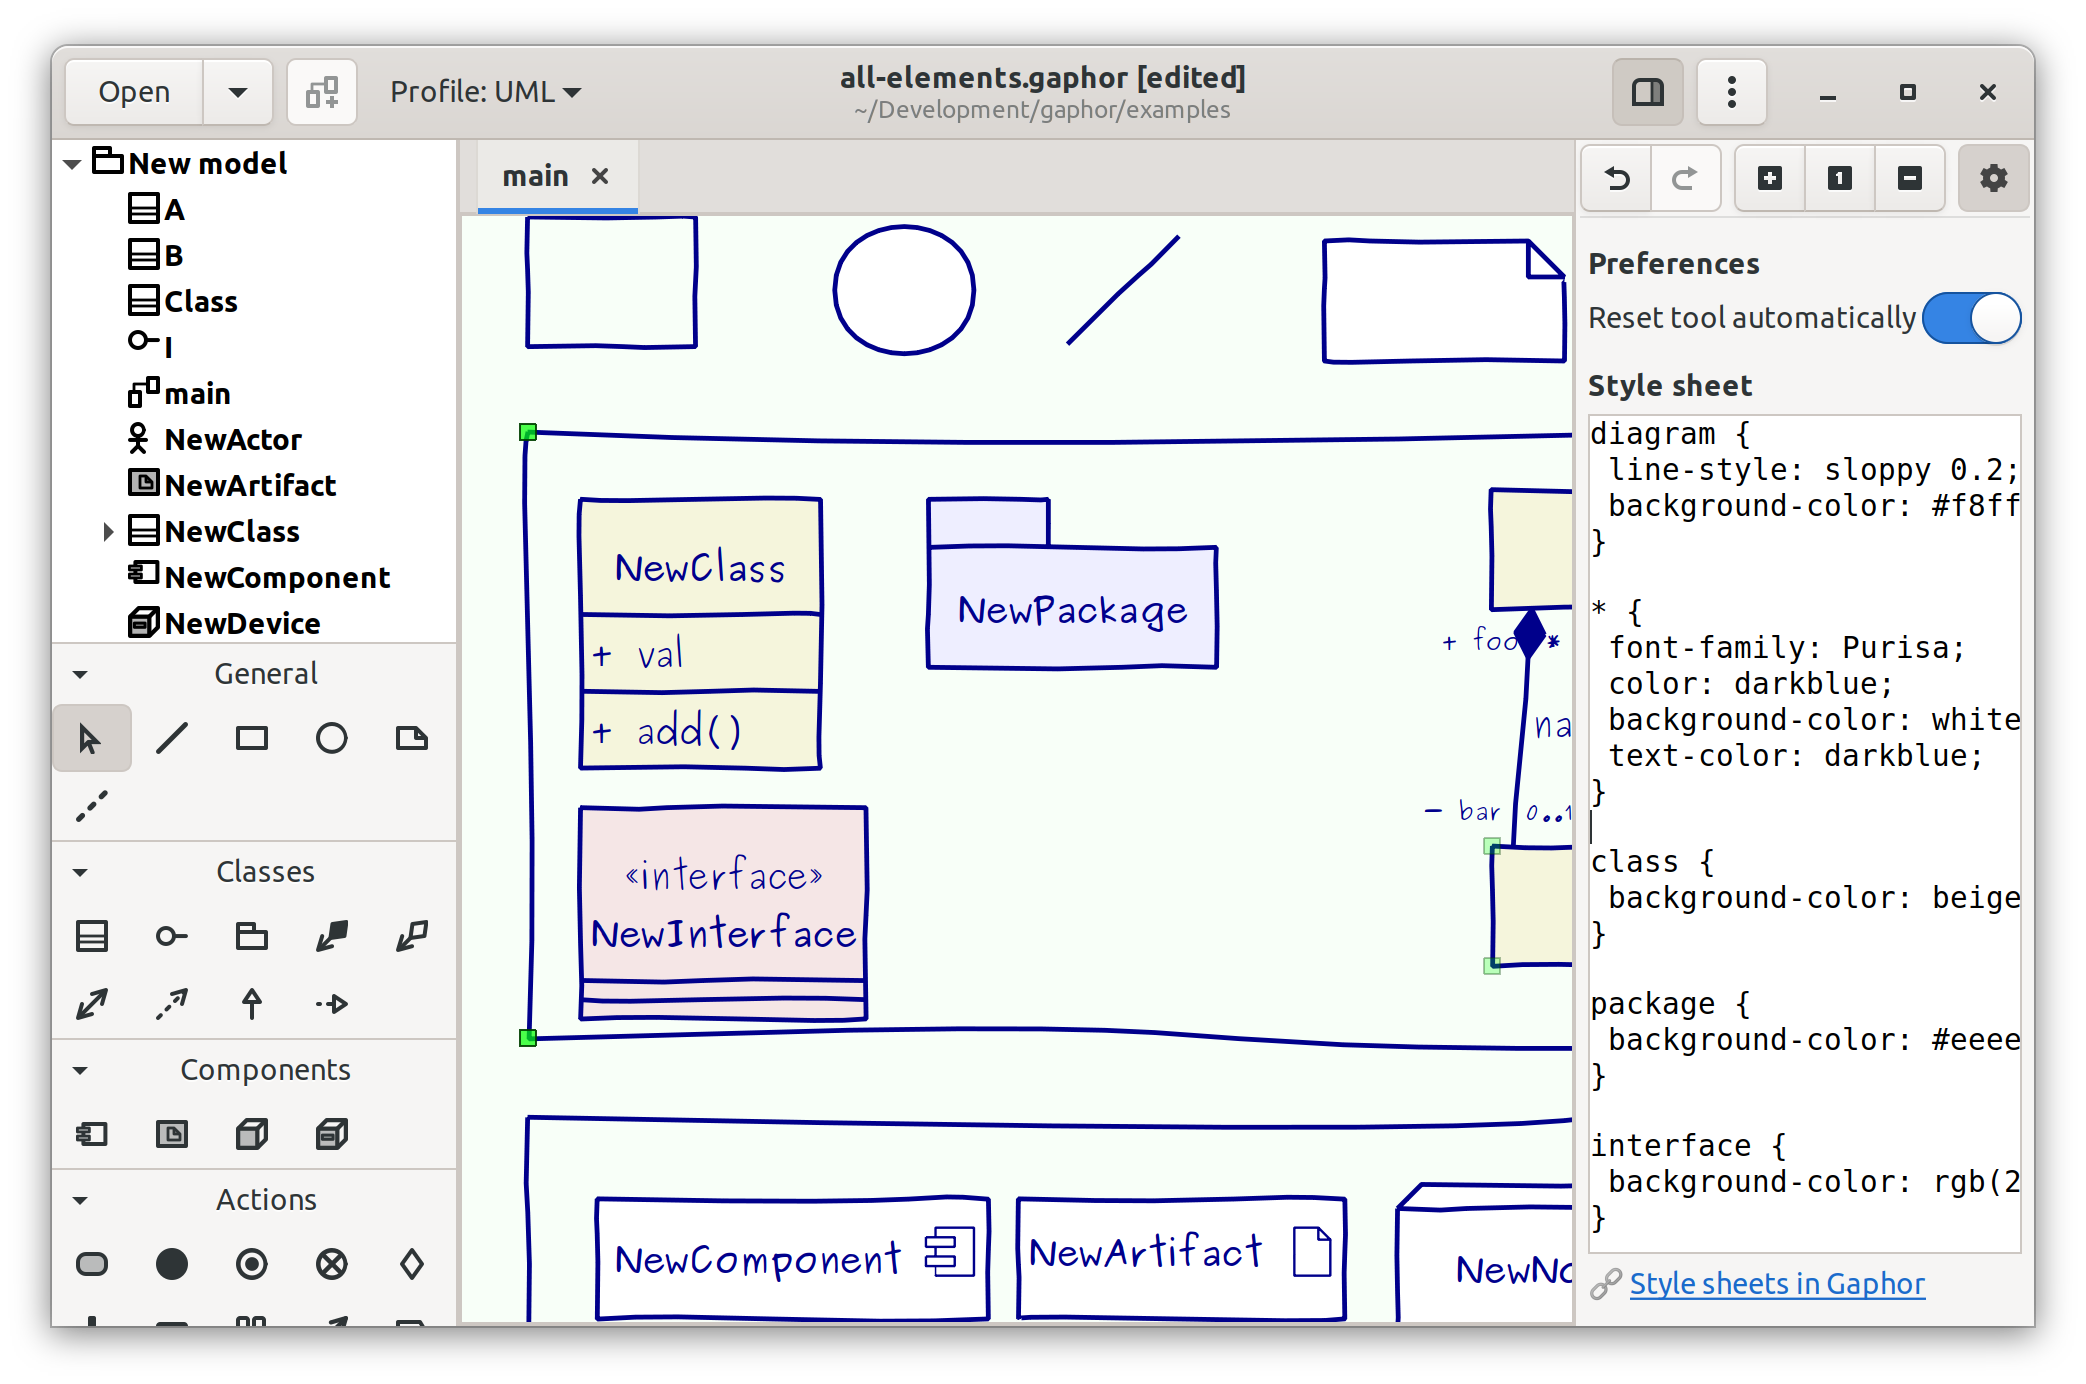 Open
Profile: UML
all-elements.gaphor [edited]
~/Development/gaphor/examples
New model
A
B
Class
I
main
NewActor
NewArtifact
NewClass
NewComponent
NewDevice
General
Classes
Components
Actions
main
NewClass
+ val
+ add()
NewPackage
«interface»
NewInterface
+ foo *
na
- bar 0..1
NewComponent
NewArtifact
NewNo
1
Preferences
Reset tool automatically
Style sheet
diagram {
line-style: sloppy 0.2;
background-color: #f8ff
}
* {
font-family: Purisa;
color: darkblue;
background-color: white
text-color: darkblue;
}
class {
background-color: beige
}
package {
background-color: #eeee
}
interface {
background-color: rgb(2
}
Style sheets in Gaphor